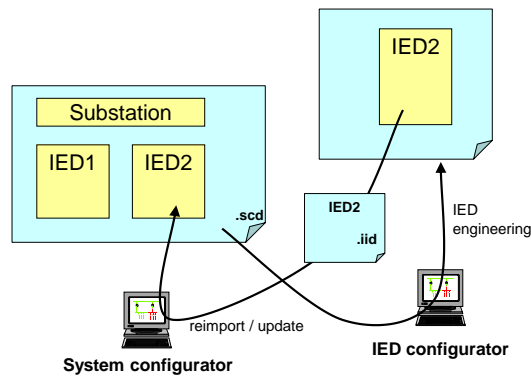 IED2
Substation
IED1
IED2
.scd
IED2
.iid
IED
engineering
reimport / update
System configurator
IED configurator